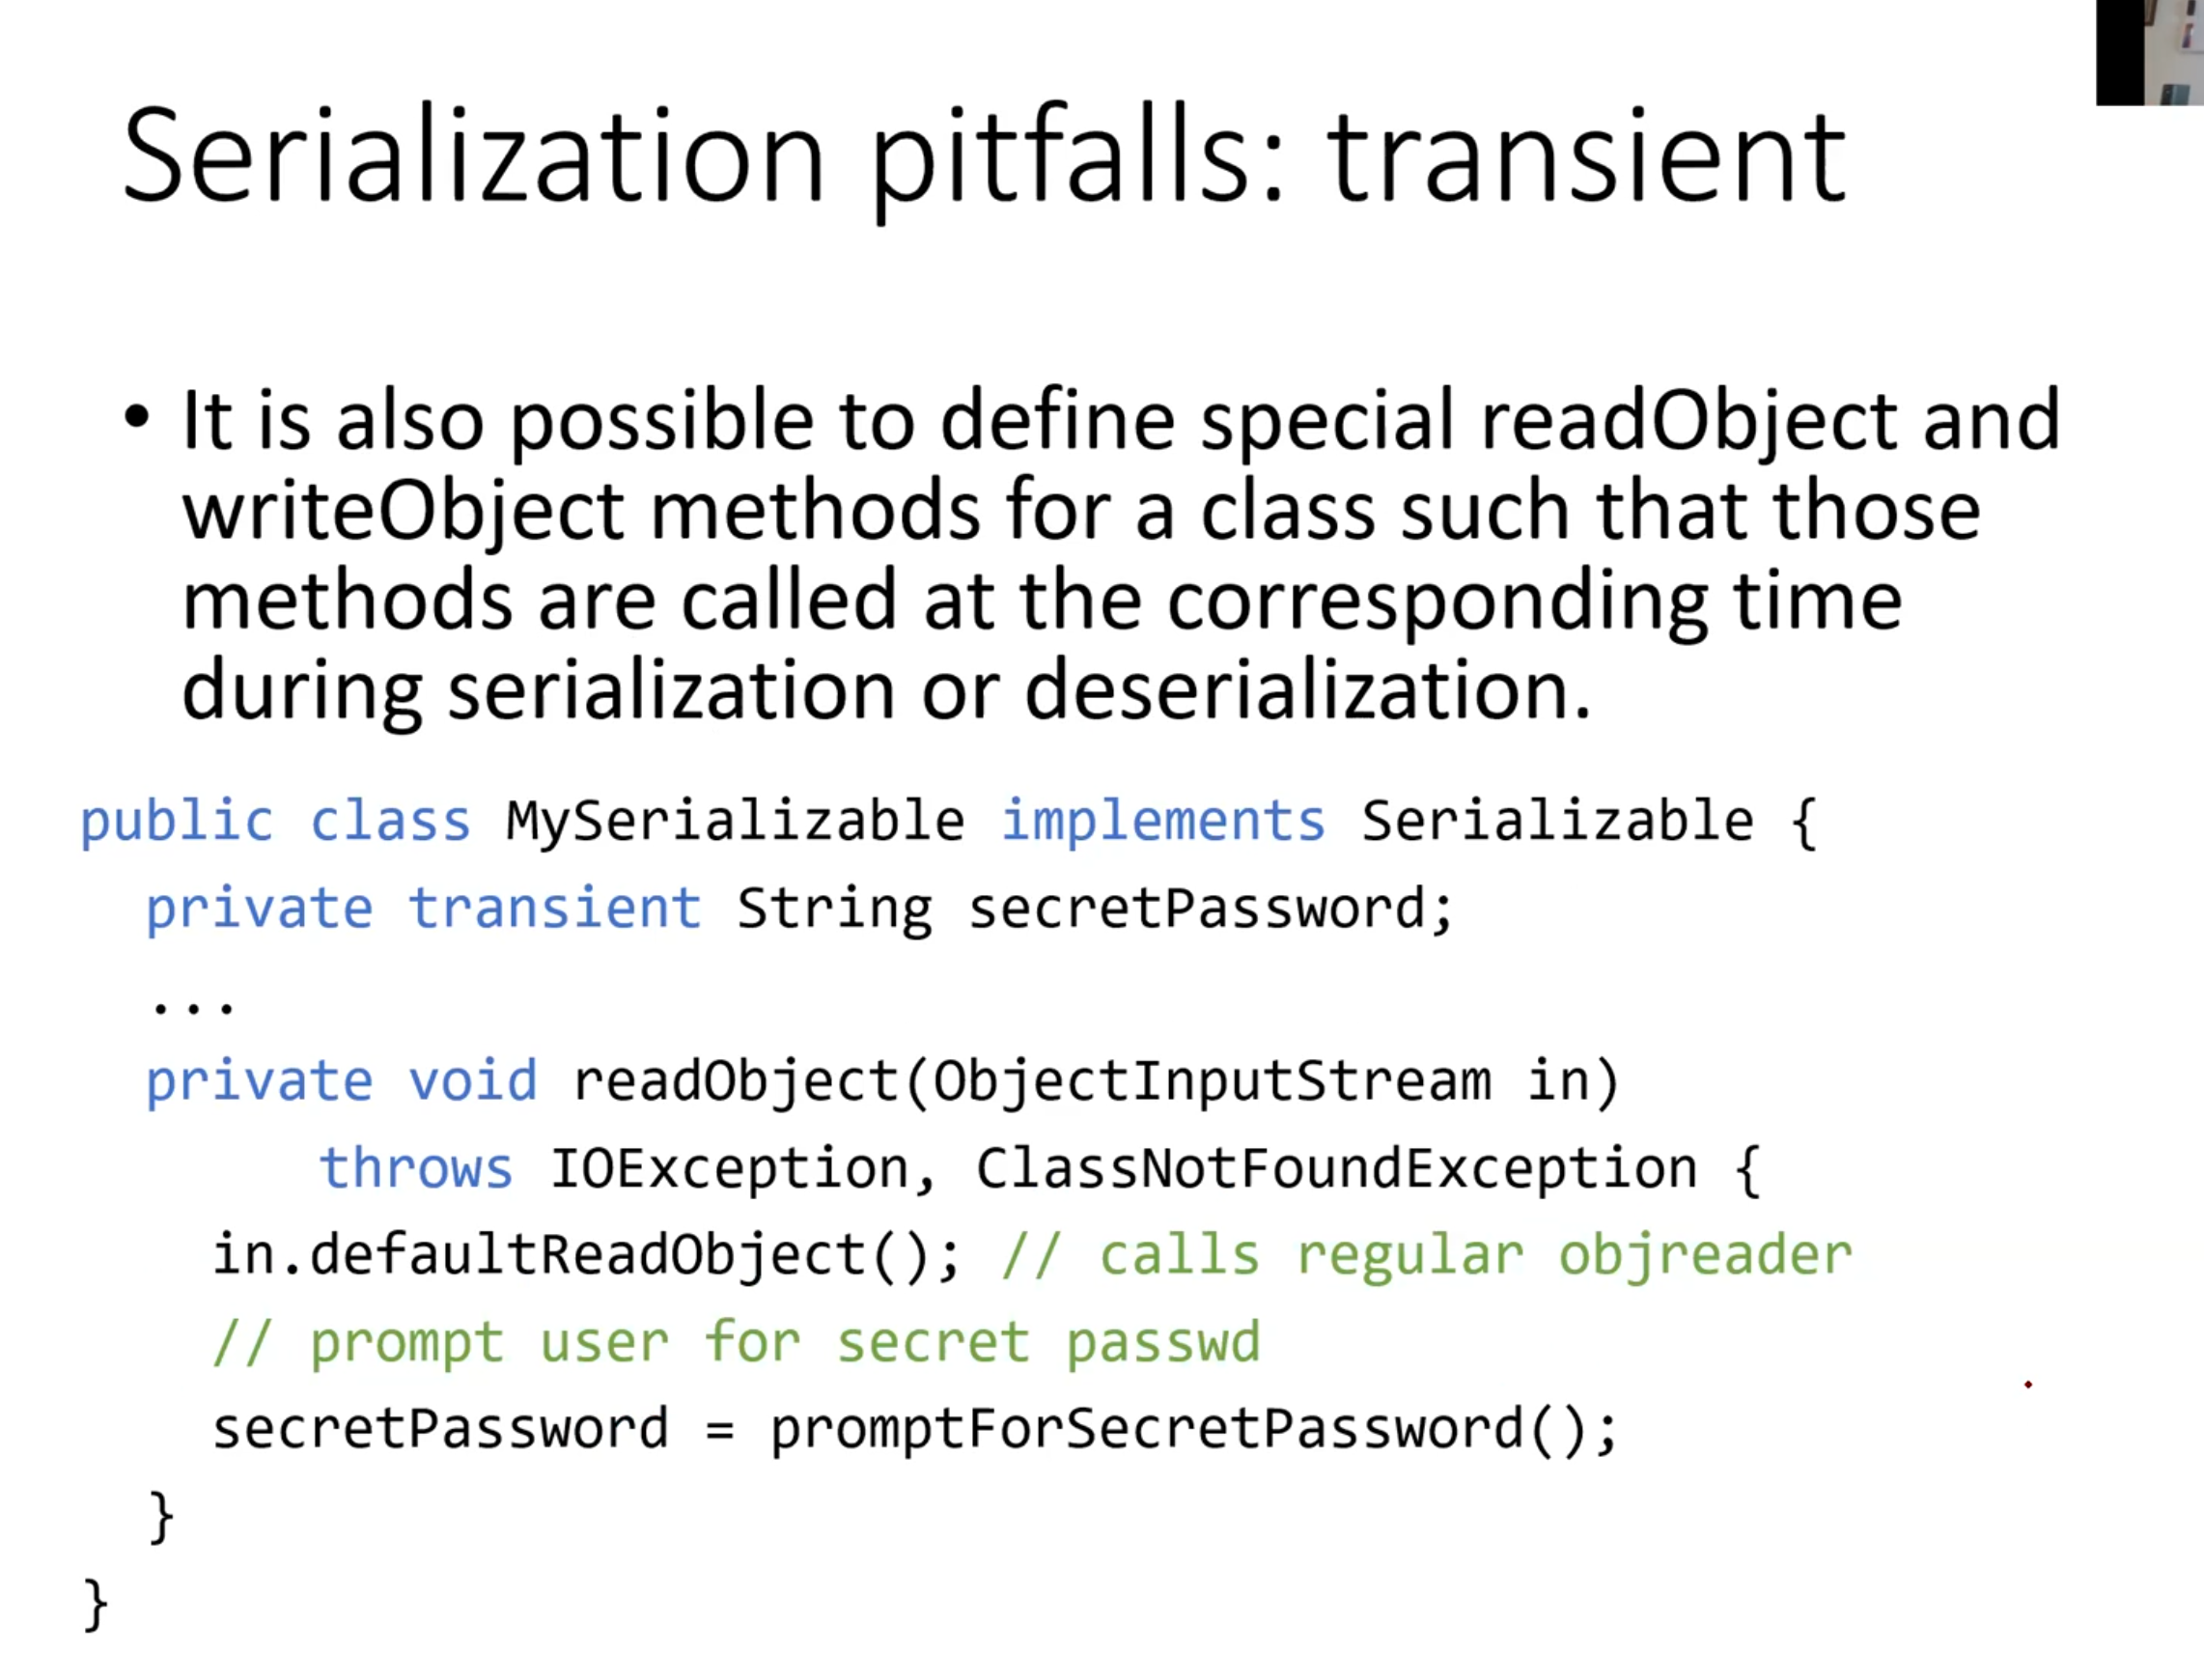 Serialization pitfalls: transient
• It is also possible to define special readObject and
writeObject methods for a class such that those
methods are called at the corresponding time
during serialization or deserialization.
public class MySerializable implements Serializable {
private transient String secretPassword;
...
private void readObject(ObjectInputStream in)
throws IOException, ClassNotFoundException {
in.defaultReadObject(); // calls regular objreader
// prompt user for secret passwd
secretPassword = promptForSecretPassword();
}
}